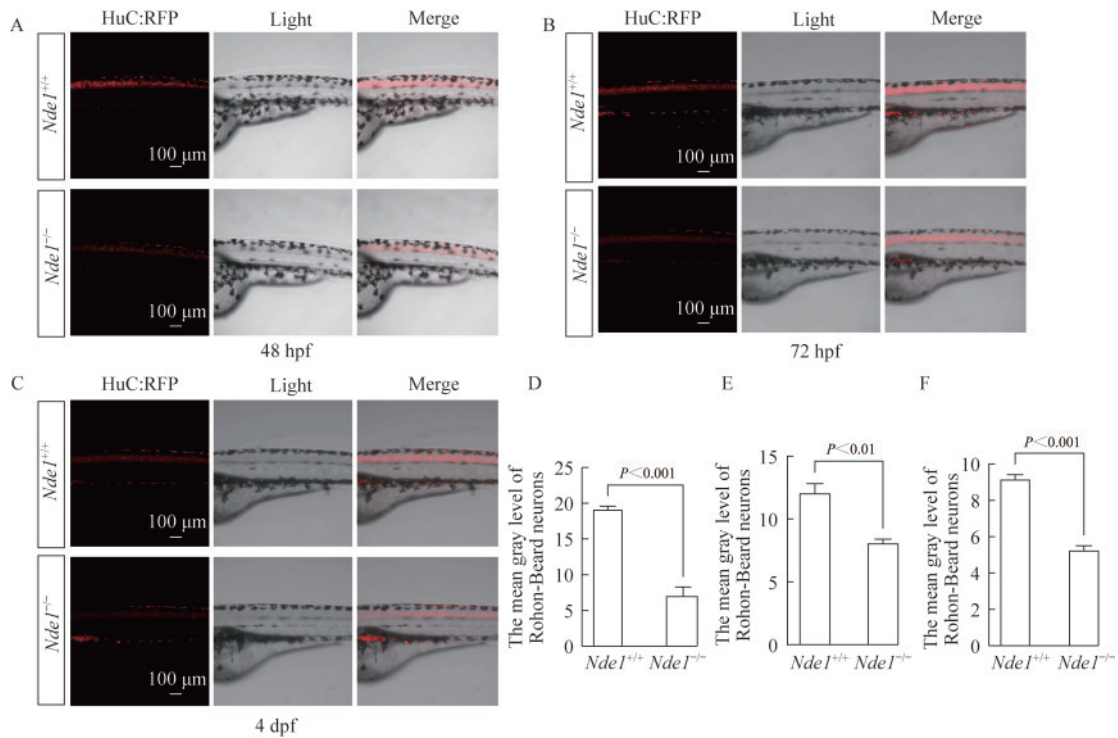 A
HuC:RFP Light Merge
Nde1+/+
100 μm
Nde1−/−
100 μm
48 hpf
B
HuC:RFP Light Merge
Nde1+/+
100 μm
Nde1−/−
100 μm
72 hpf
C
HuC:RFP Light Merge
Nde1+/+
100 μm
Nde1−/−
100 μm
4 dpf
D
The mean gray level of
Rohon-Beard neurons
25
20
15
10
5
0
P<0.001
Nde1+/+ Nde1−/−
E
The mean gray level of
Rohon-Beard neurons
15
10
5
0
P<0.01
Nde1+/+ Nde1−/−
F
The mean gray level of
Rohon-Beard neurons
10
8
6
4
2
0
P<0.001
Nde1+/+ Nde1−/−